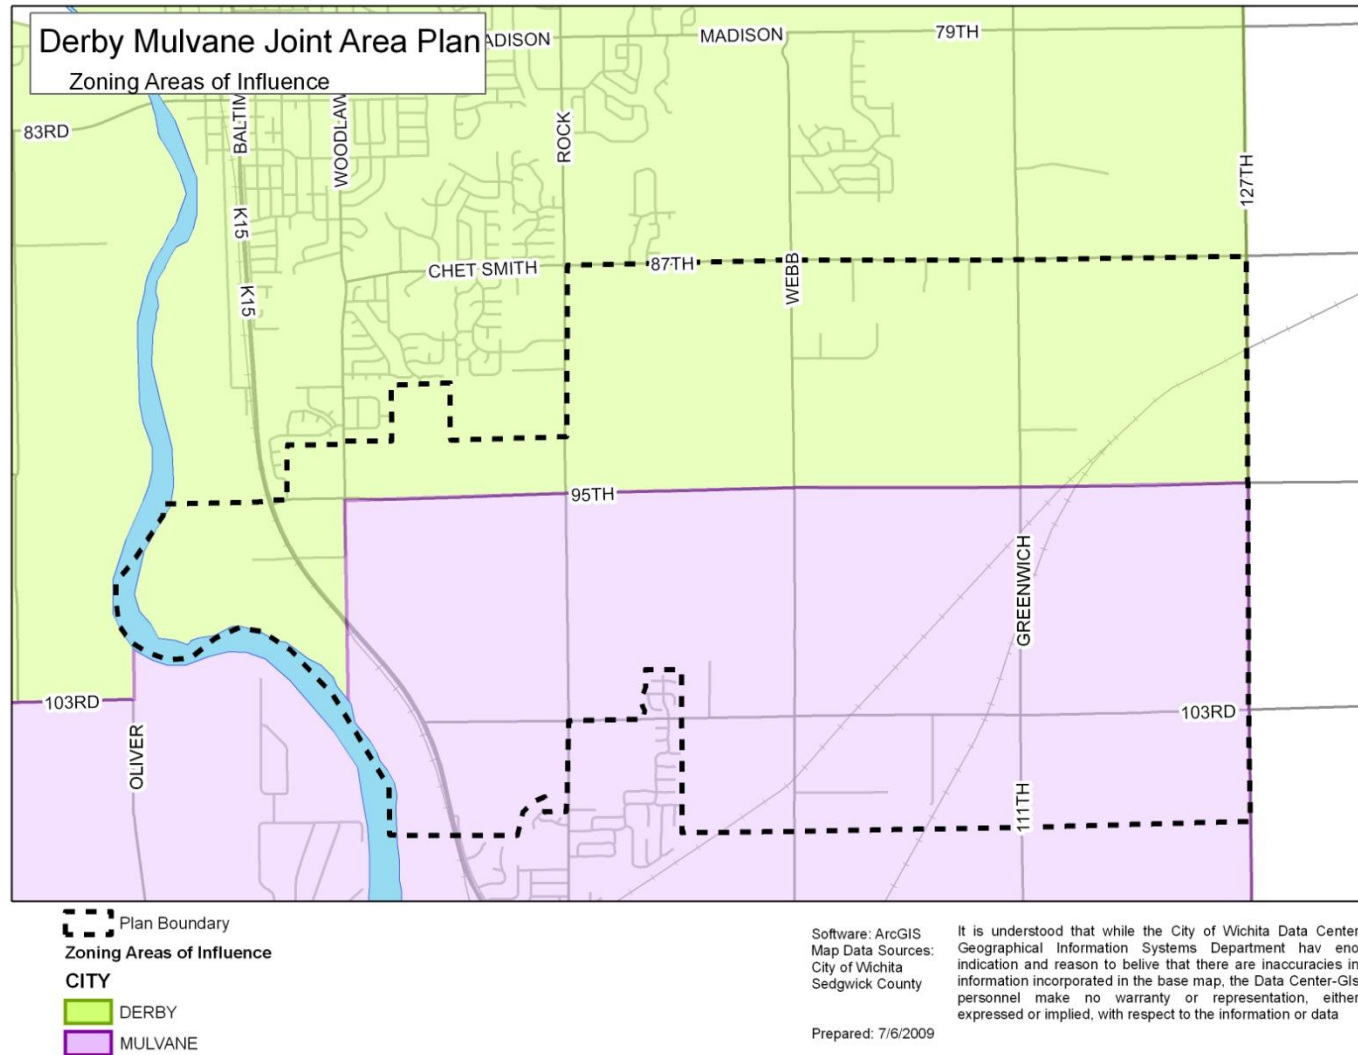 Derby Mulvane Joint Area Plan
Zoning Areas of Influence
ADISON
MADISON
79TH
83RD
BALTIM
WOODLAW
ROCK
127TH
K15
CHET SMITH
87TH
WEBB
K15
95TH
GREENWICH
103RD
103RD
OLIVER
111TH
Plan Boundary
Zoning Areas of Influence
CITY
DERBY
MULVANE
Software: ArcGIS
Map Data Sources:
City of Wichita
Sedgwick County
Prepared: 7/6/2009
It is understood that while the City of Wichita Data Center
Geographical Information Systems Department hav eno
indication and reason to belive that there are inaccuracies in
information incorporated in the base map, the Data Center-GIs
personnel make no warranty or representation, either
expressed or implied, with respect to the information or data